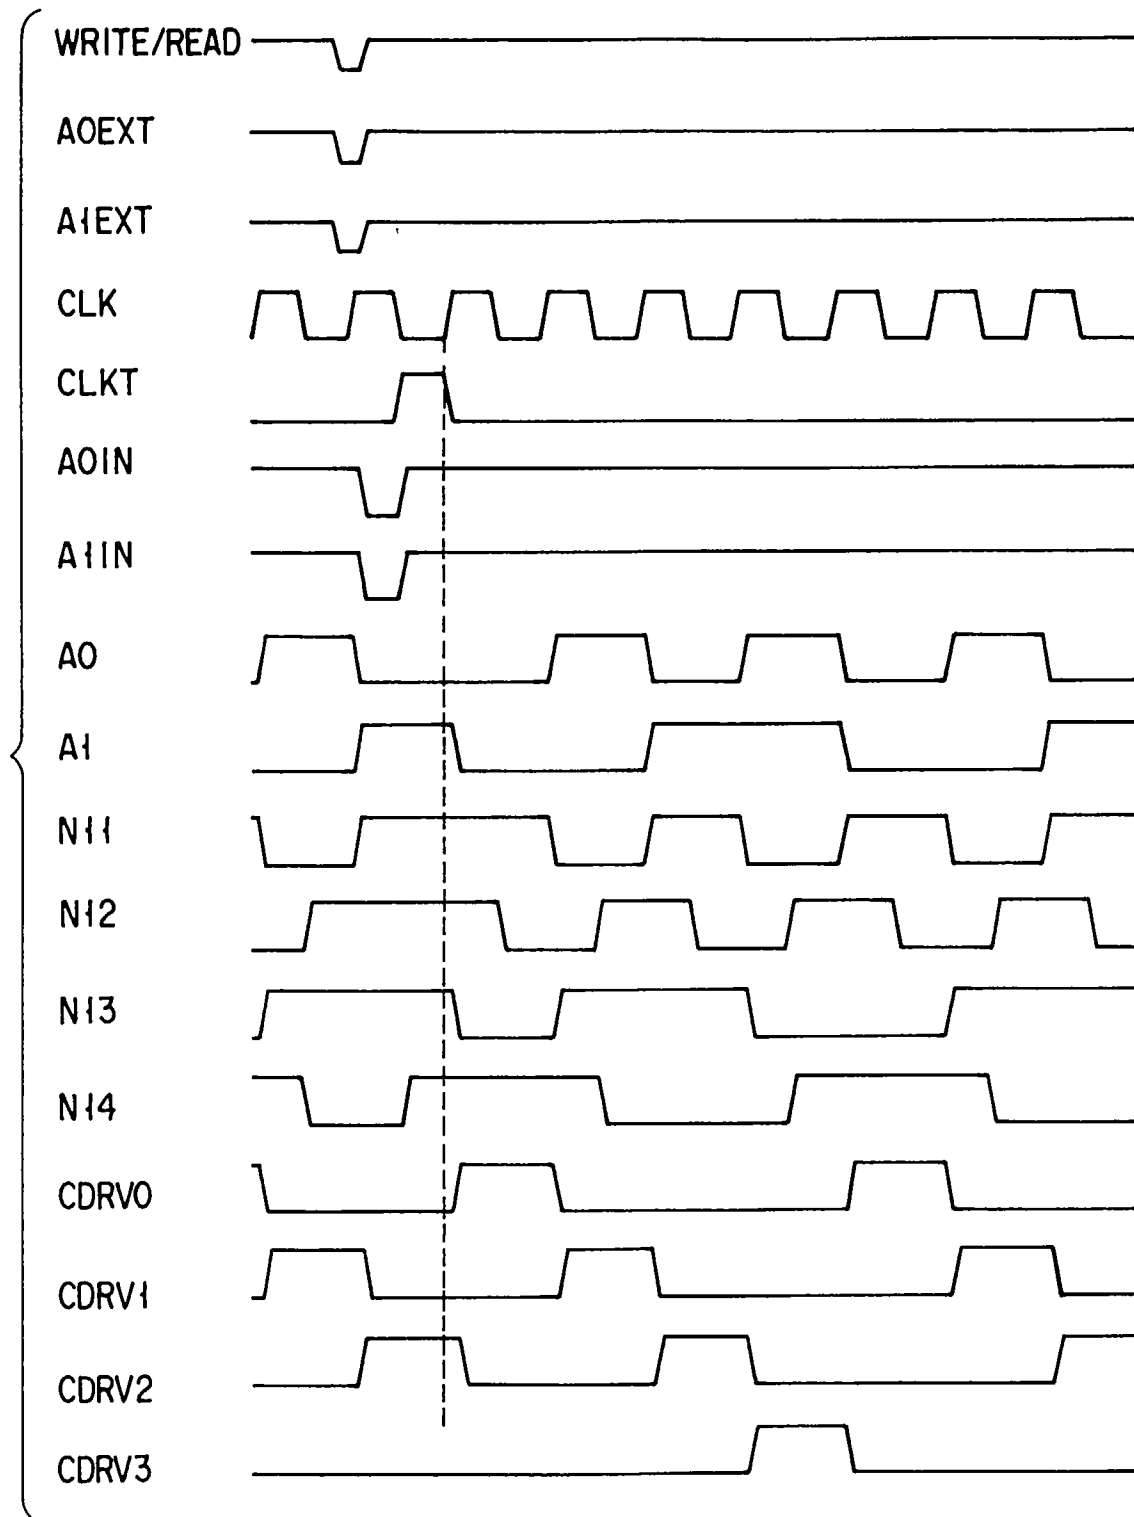 WRITE/READ
A0EXT
A1EXT
CLK
CLKT
A0IN
A1IN
A0
A1
N11
N12
N13
N14
CDRV0
CDRV1
CDRV2
CDRV3